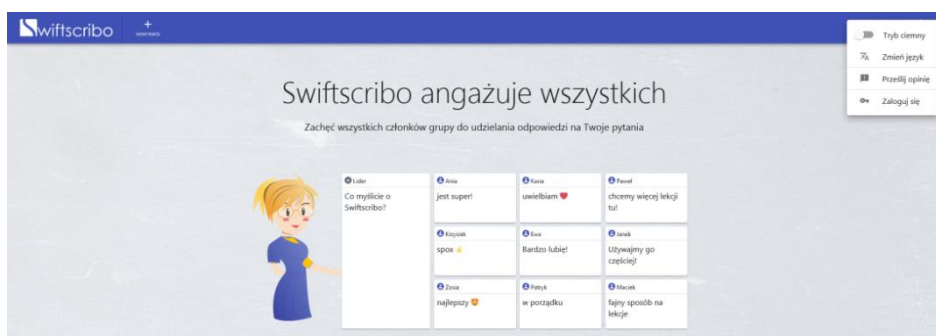 Swiftscribo
NOWY POKÓJ
Tryb ciemny
Zmień język
Prześlij opinię
Zaloguj się
Swiftscribo angażuje wszystkich
Zachęć wszystkich członków grupy do udzielania odpowiedzi na Twoje pytania
Lider
Co myślicie o
Swiftscribo?
Ania
jest super!
Kasia
uwielbiam ❤️
Paweł
chcemy więcej lekcji
tu!
Krzysiek
spox
Ewa
Bardzo lubię!
Janek
Używajmy go
częściej!
Zosia
najlepszy 😍
Patryk
w porządku
Maciek
fajny sposób na
lekcje